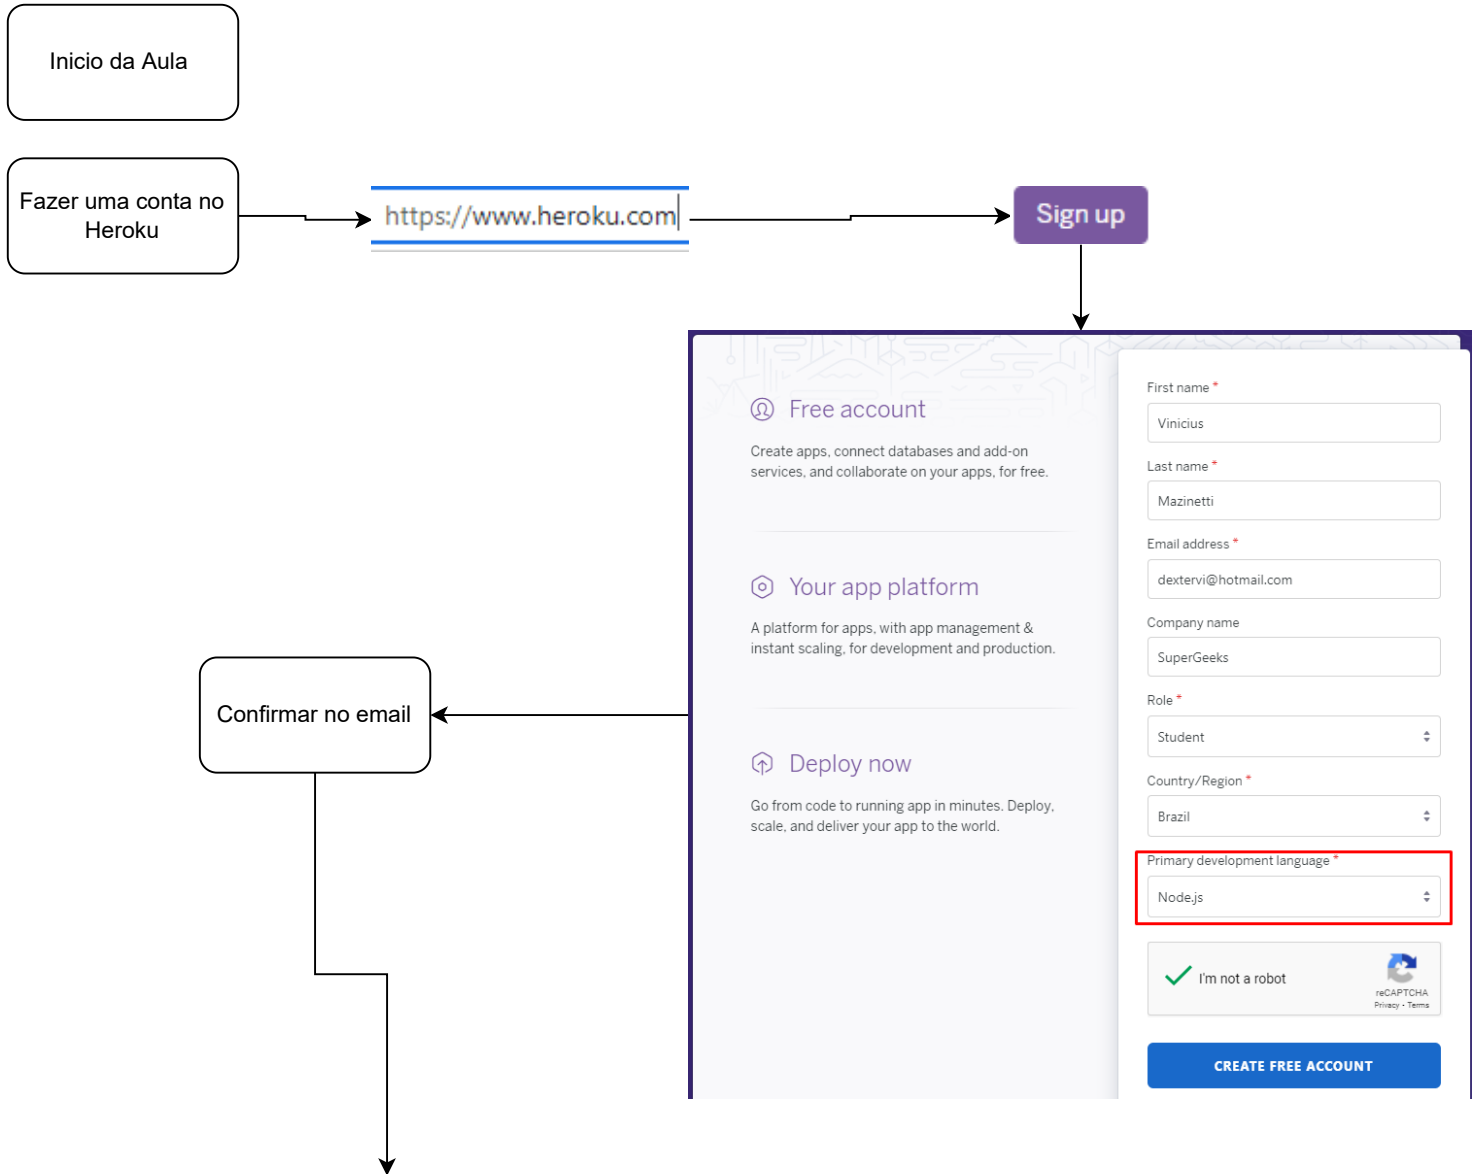 Inicio da Aula
Fazer uma conta no
Heroku
https://www.heroku.com
Sign up
Free account
Create apps, connect databases and add-on
services, and collaborate on your apps, for free.
Your app platform
A platform for apps, with app management &
instant scaling, for development and production.
Deploy now
Go from code to running app in minutes. Deploy,
scale, and deliver your app to the world.
First name *
Vinicius
Last name *
Mazinetti
Email address *
dextervi@hotmail.com
Company name
SuperGeeks
Role *
Student
Country/Region *
Brazil
Primary development language *
Node.js
I'm not a robot
reCAPTCHA
Privacy - Terms
CREATE FREE ACCOUNT
Confirmar no email